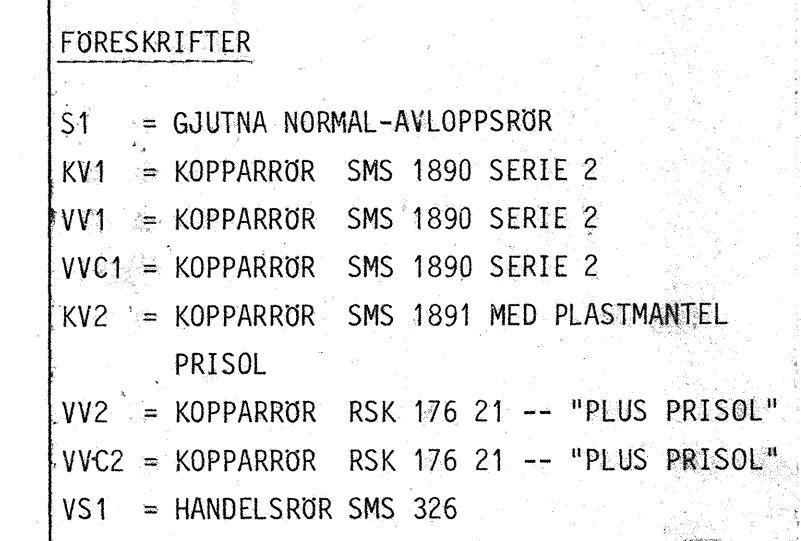 FÖRESKRIFTER
S1 = GJUTNA NORMAL-AVLOPPSRÖR
KV1 = KOPPARRÖR SMS 1890 SERIE 2
VV1 = KOPPARRÖR SMS 1890 SERIE 2
VVC1 = KOPPARRÖR SMS 1890 SERIE 2
KV2 = KOPPARRÖR SMS 1891 MED PLASTMANTEL
PRISOL
VV2 = KOPPARRÖR RSK 176 21 -- "PLUS PRISOL"
VVC2 = KOPPARRÖR RSK 176 21 -- "PLUS PRISOL"
VS1 = HANDELSRÖR SMS 326